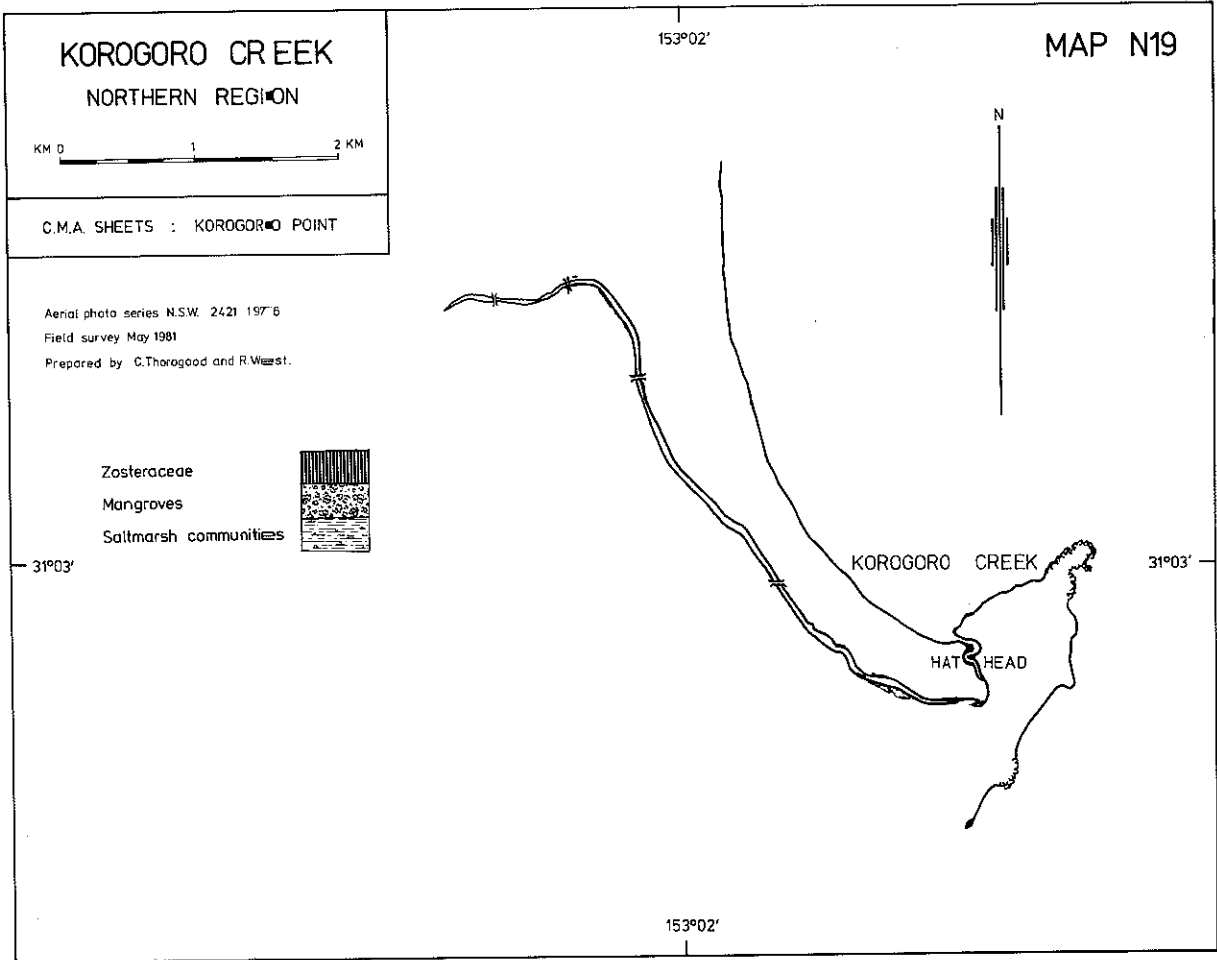 KOROGORO CREEK
NORTHERN REGION
KM 0 1 2 KM
C.M.A. SHEETS : KOROGORO POINT
Aerial photo series N.S.W. 2421 1976
Field survey May 1981
Prepared by C.Thorogood and R.West.
Zosteraceae
Mangroves
Saltmarsh communities
153°02'
MAP N19
N
31°03'
KOROGORO CREEK
31°03'
HAT HEAD
153°02'